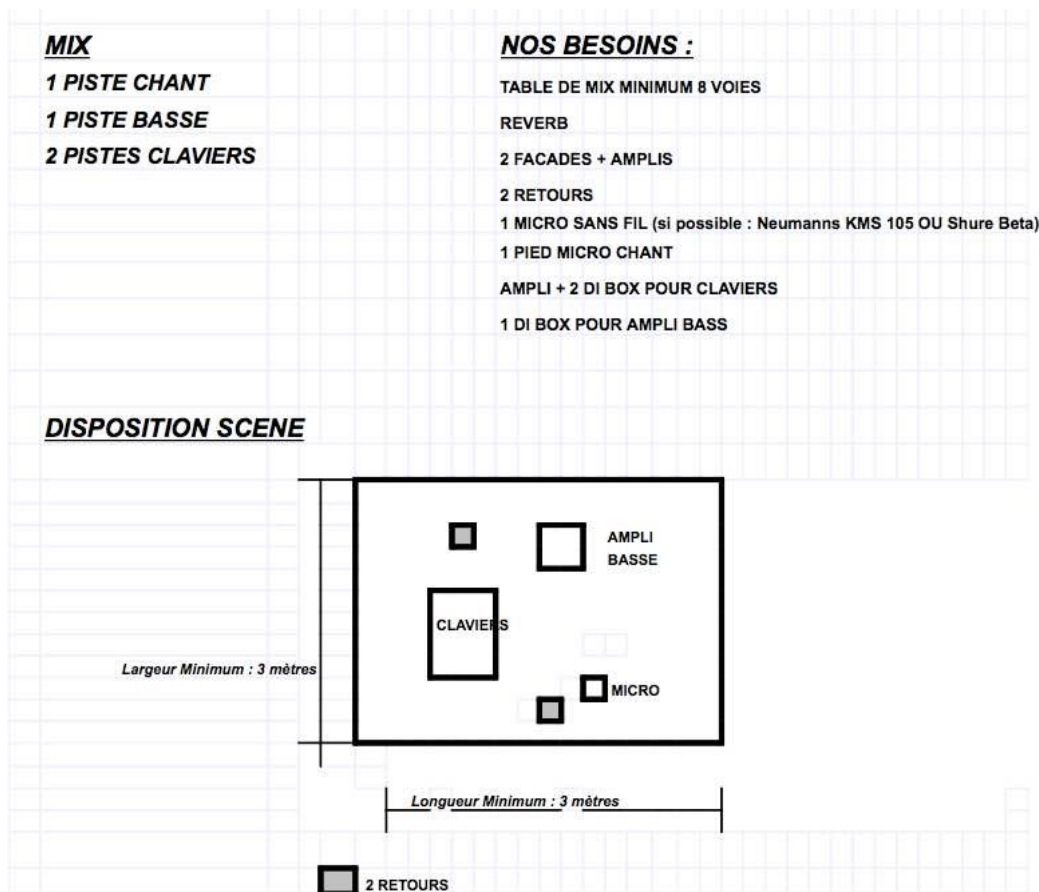 MIX
1 PISTE CHANT
1 PISTE BASSE
2 PISTES CLAVIERS
NOS BESOINS :
TABLE DE MIX MINIMUM 8 VOIES
REVERB
2 FACADES + AMPLIS
2 RETOURS
1 MICRO SANS FIL (si possible : Neumanns KMS 105 OU Shure Beta)
1 PIED MICRO CHANT
AMPLI + 2 DI BOX POUR CLAVIERS
1 DI BOX POUR AMPLI BASS
DISPOSITION SCENE
AMPLI
BASSE
CLAVIERS
Largeur Minimum : 3 mètres
MICRO
Longueur Minimum : 3 mètres
2 RETOURS